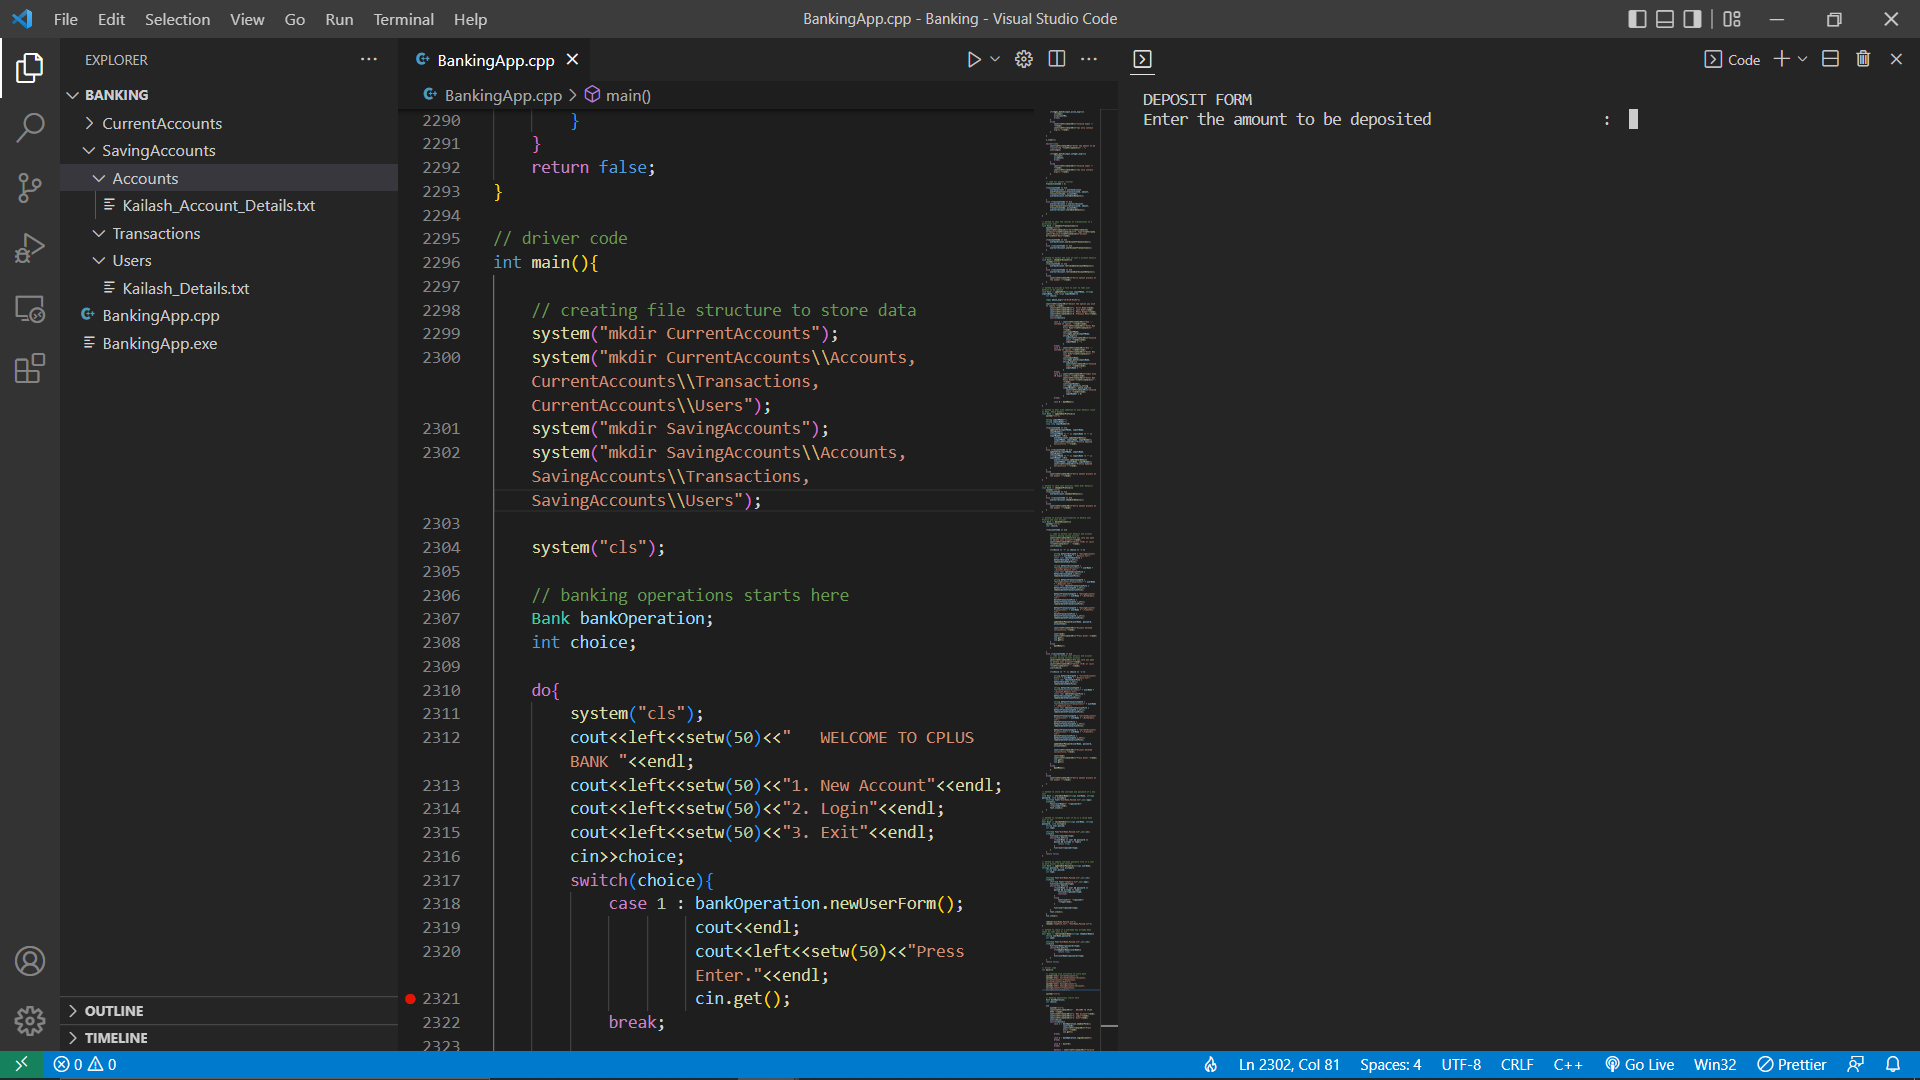 File Edit Selection View Go Run Terminal Help
BankingApp.cpp - Banking - Visual Studio Code
EXPLORER
BANKING
CurrentAccounts
SavingAccounts
Accounts
Kailash_Account_Details.txt
Transactions
Users
Kailash_Details.txt
BankingApp.cpp
BankingApp.exe
OUTLINE
TIMELINE
BankingApp.cpp
BankingApp.cpp > main()
2290 }
2291 }
2292 return false;
2293 }
2294
2295 // driver code
2296 int main(){
2297
2298 // creating file structure to store data
2299 system("mkdir CurrentAccounts");
2300 system("mkdir CurrentAccounts\\Accounts,
CurrentAccounts\\Transactions,
CurrentAccounts\\Users");
2301 system("mkdir SavingAccounts");
2302 system("mkdir SavingAccounts\\Accounts,
SavingAccounts\\Transactions,
SavingAccounts\\Users");
2303
2304 system("cls");
2305
2306 // banking operations starts here
2307 Bank bankOperation;
2308 int choice;
2309
2310 do{
2311 system("cls");
2312 cout<<left<<setw(50)<<"   WELCOME TO CPLUS
BANK "<<endl;
2313 cout<<left<<setw(50)<<"1. New Account"<<endl;
2314 cout<<left<<setw(50)<<"2. Login"<<endl;
2315 cout<<left<<setw(50)<<"3. Exit"<<endl;
2316 cin>>choice;
2317 switch(choice){
2318 case 1 : bankOperation.newUserForm();
2319 cout<<endl;
2320 cout<<left<<setw(50)<<"Press
Enter."<<endl;
2321 cin.get();
2322 break;
2323
Code
DEPOSIT FORM
Enter the amount to be deposited :
0 0
Ln 2302, Col 81 Spaces: 4 UTF-8 CRLF C++ Go Live Win32 Prettier